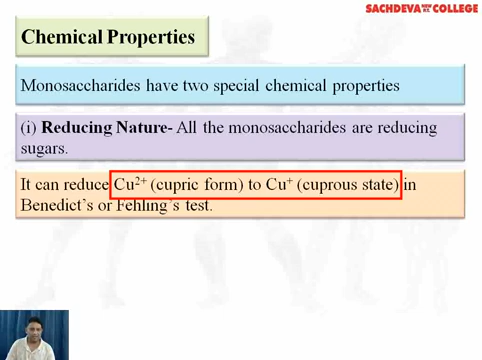 SACHDEVA NEW P.T. COLLEGE
Chemical Properties
Monosaccharides have two special chemical properties
(i) Reducing Nature- All the monosaccharides are reducing
sugars.
It can reduce Cu²⁺ (cupric form) to Cu⁺ (cuprous state) in
Benedict's or Fehling's test.